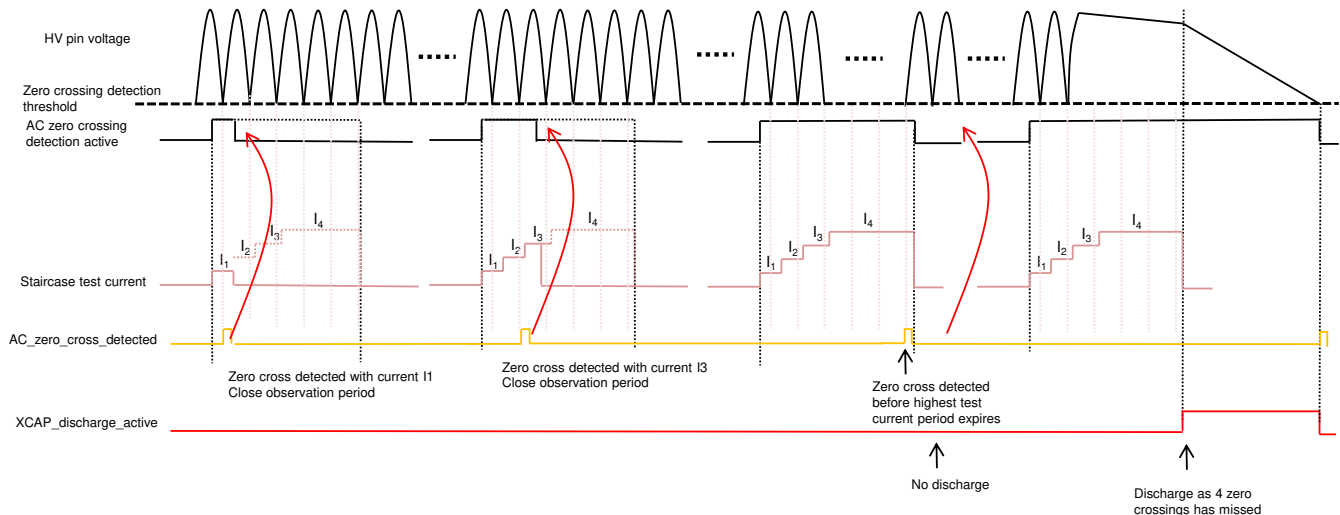 HV pin voltage
Zero crossing detection
threshold
AC zero crossing
detection active
I1
I2
I3
I4
I1
I2
I3
I4
I1
I2
I3
I4
I1
I2
I3
I4
Staircase test current
AC_zero_cross_detected
Zero cross detected with current I1
Close observation period
Zero cross detected with current I3
Close observation period
Zero cross detected
before highest test
current period expires
XCAP_discharge_active
No discharge
Discharge as 4 zero
crossings has missed